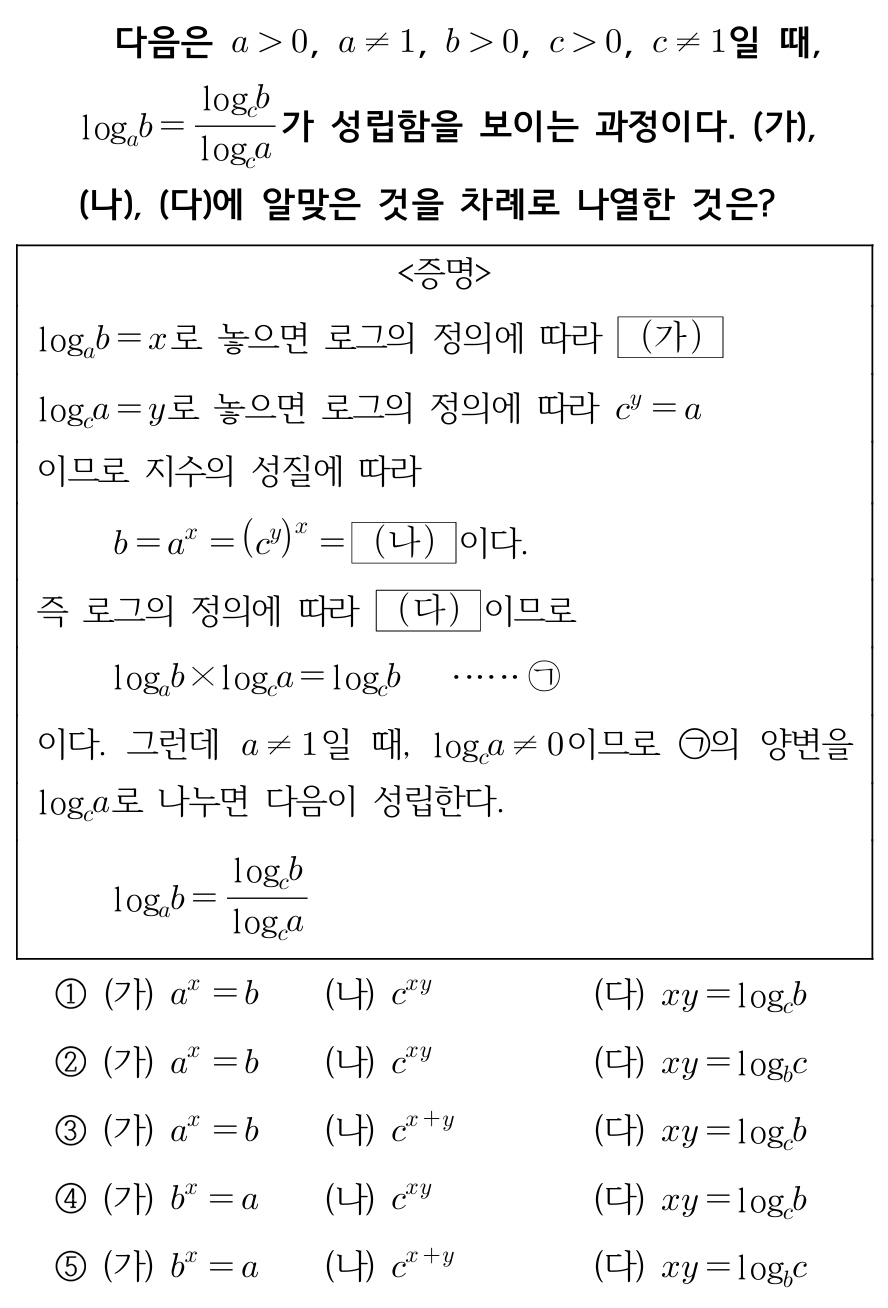 다음은 a>0, a≠1, b>0, c>0, c≠1일 때,
log_a b = \frac{log_c b}{log_c a}가 성립함을 보이는 과정이다. (가),
(나), (다)에 알맞은 것을 차례로 나열한 것은?
<증명>
log_a b = x로 놓으면 로그의 정의에 따라 (가)
log_c a = y로 놓으면 로그의 정의에 따라 c^y = a
이므로 지수의 성질에 따라
b = a^x = (c^y)^x = (나) 이다.
즉 로그의 정의에 따라 (다) 이므로
log_a b × log_c a = log_c b ⋯⋯ ㉠
이다. 그런데 a≠1일 때, log_c a ≠ 0이므로 ㉠의 양변을
log_c a로 나누면 다음이 성립한다.
log_a b = \frac{log_c b}{log_c a}
① (가) a^x = b (나) c^{xy} (다) xy = log_c b
② (가) a^x = b (나) c^{xy} (다) xy = log_b c
③ (가) a^x = b (나) c^{x+y} (다) xy = log_c b
④ (가) b^x = a (나) c^{xy} (다) xy = log_c b
⑤ (가) b^x = a (나) c^{x+y} (다) xy = log_b c